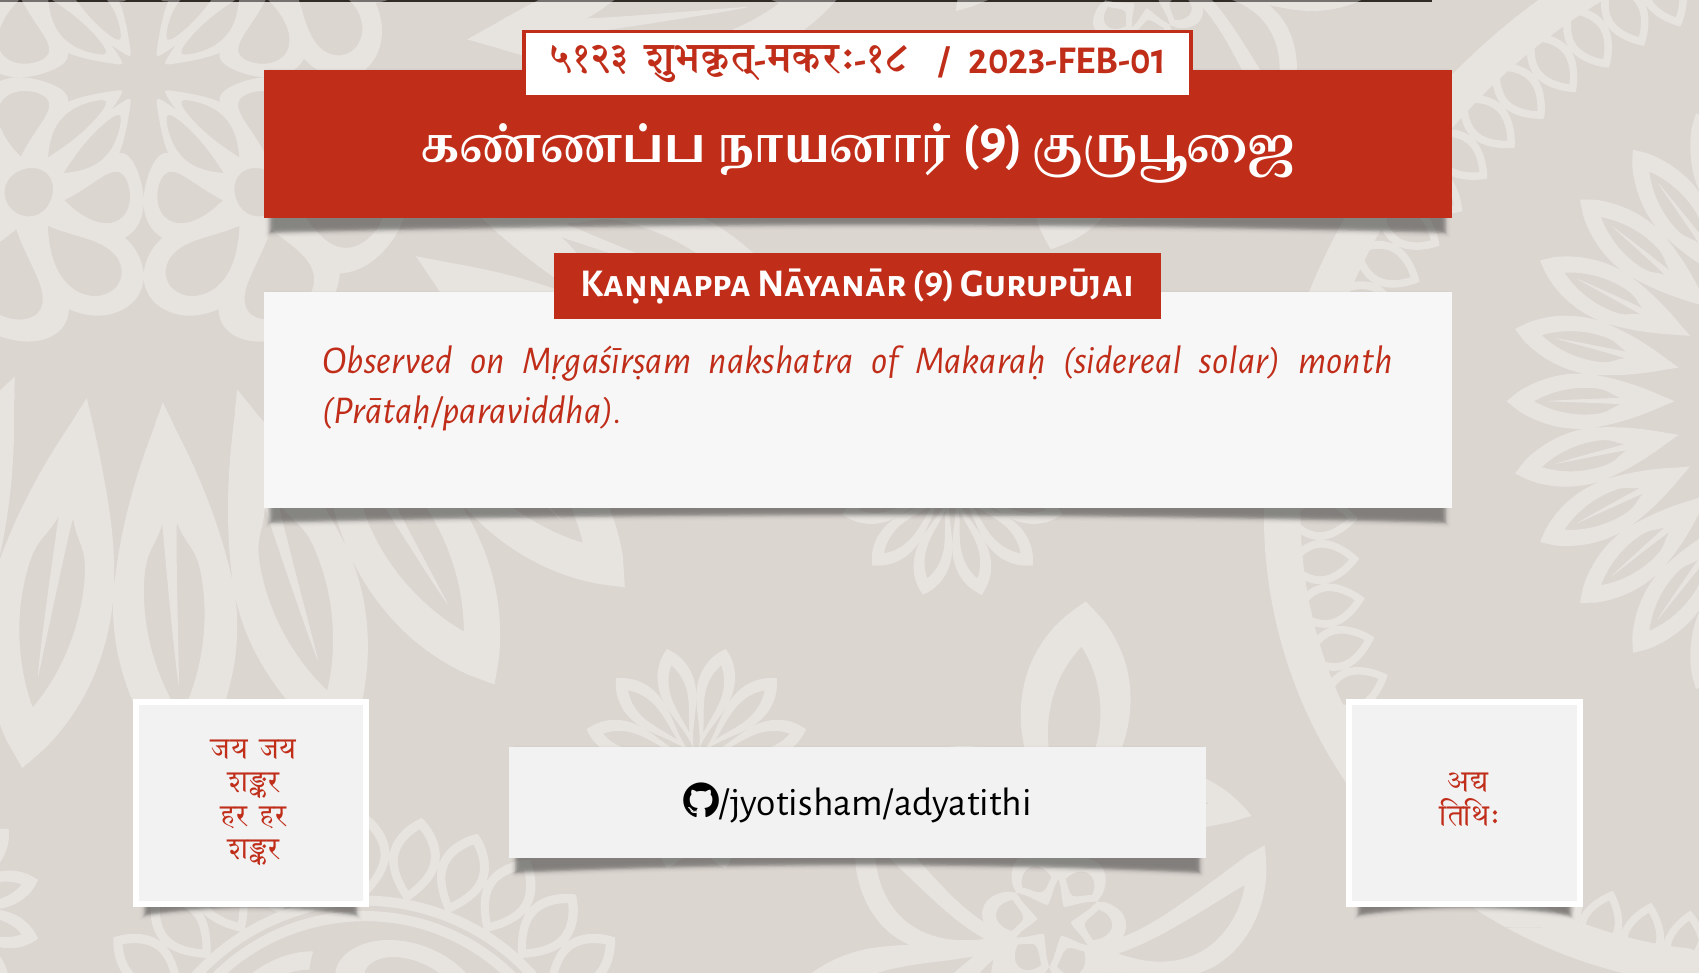 ५१२३ शुभकृत्-मकरः-१८ / 2023-FEB-01
கண்ணப்ப நாயனார் (9) குருபூஜை
Kaṇṇappa Nāyanār (9) Gurupūjai
Observed on Mṛgaśīrṣam nakshatra of Makaraḥ (sidereal solar) month
(Prātaḥ/paraviddha).
जय जय
शङ्कर
हर हर
शङ्कर
/jyotisham/adyatithi
अद्य
तिथिः